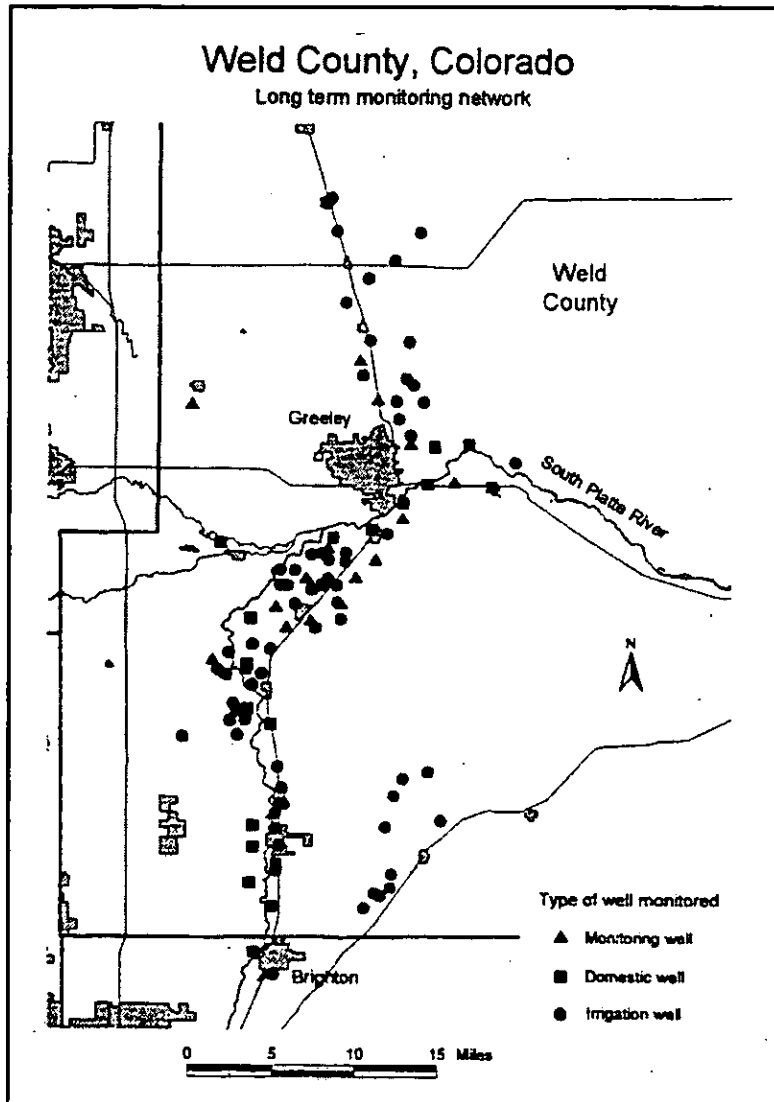 Weld County, Colorado
Long term monitoring network
Weld
County
Greeley
South Platte River
N
Type of well monitored
Monitoring well
Domestic well
Irrigation well
Brighton
0 5 10 15 Miles